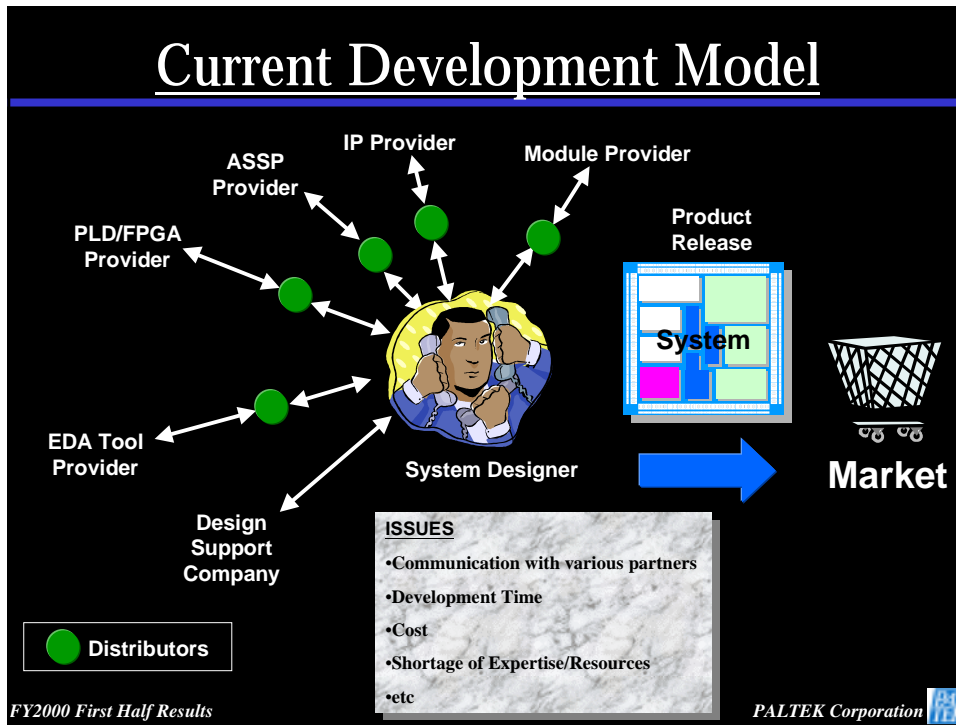 Current Development Model
IP Provider
Module Provider
ASSP
Provider
PLD/FPGA
Provider
Product
Release
System
EDA Tool
Provider
System Designer
Market
Design
Support
Company
ISSUES
•Communication with various partners
•Development Time
•Cost
•Shortage of Expertise/Resources
•etc
Distributors
FY2000 First Half Results
PALTEK Corporation